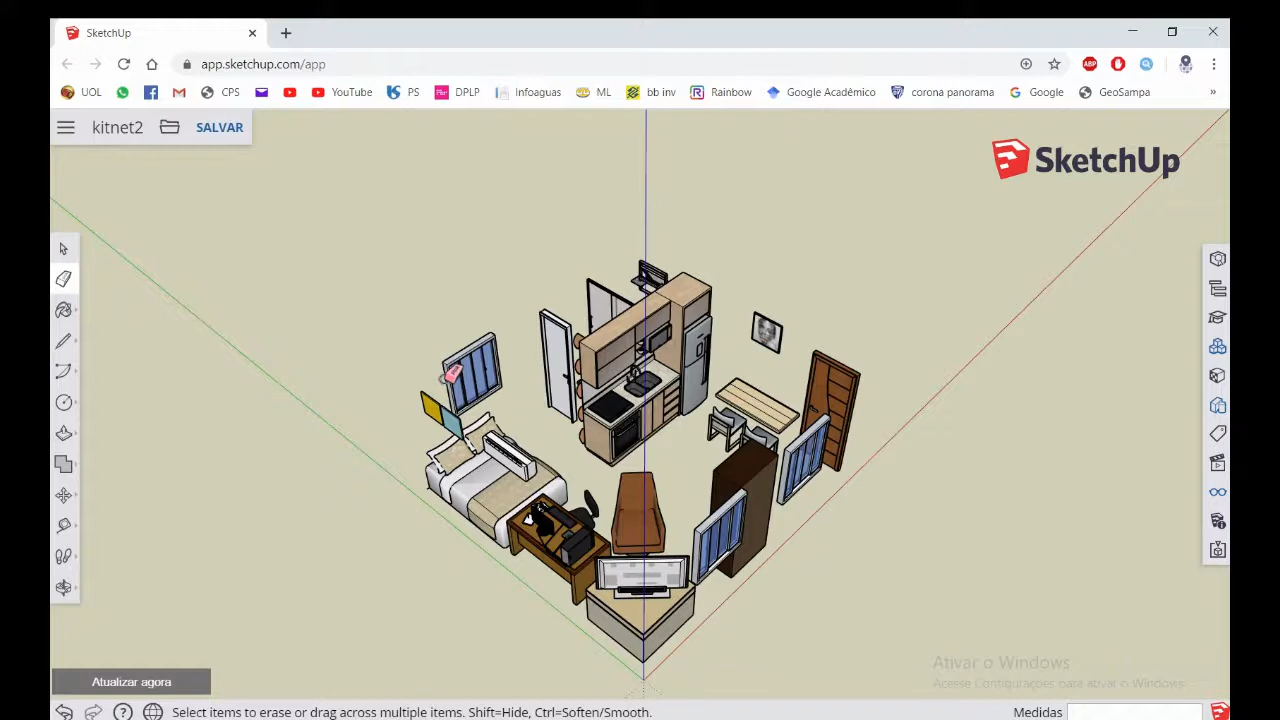 SketchUp
app.sketchup.com/app
UOL
CPS
YouTube
PS
DPLP
Infoaguas
ML
bb inv
Rainbow
Google Acadêmico
corona panorama
Google
GeoSampa
kitnet2
SALVAR
SketchUp
Ativar o Windows
Acesse Configurações para ativar o Windows.
Atualizar agora
Select items to erase or drag across multiple items. Shift=Hide, Ctrl=Soften/Smooth.
Medidas